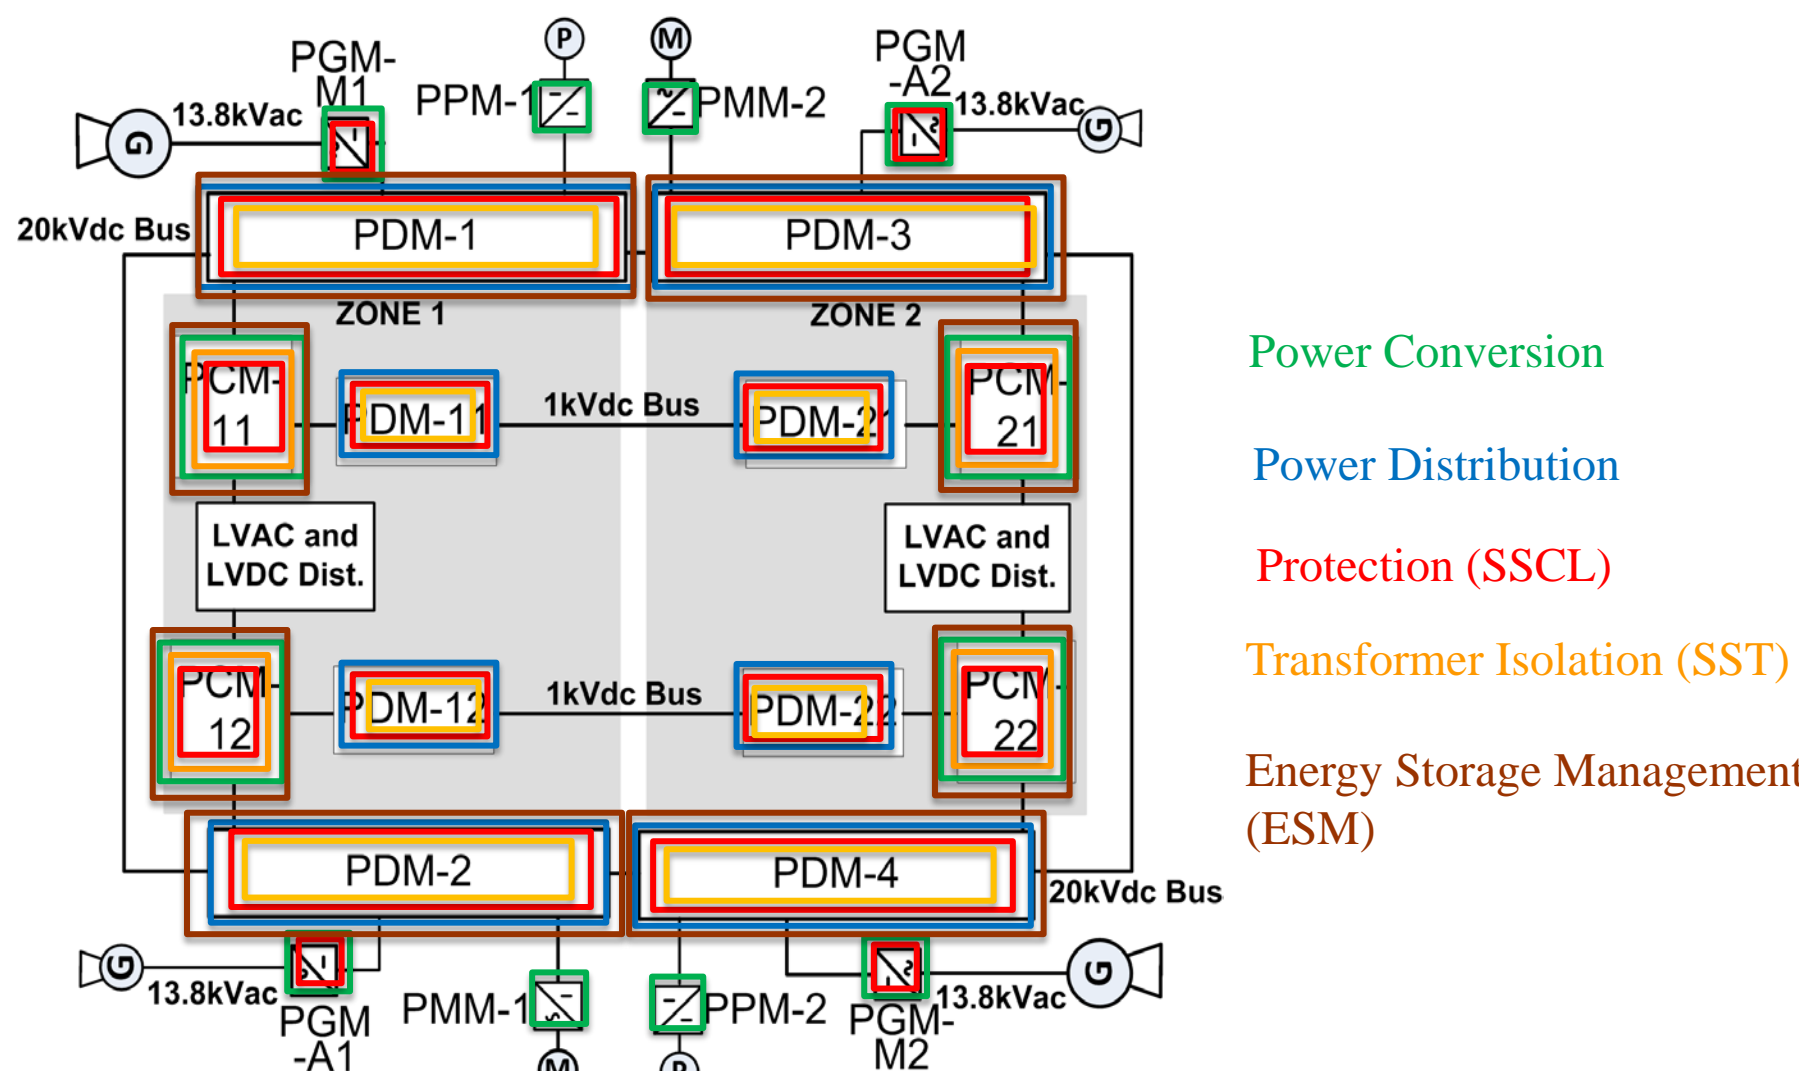 P
M
PGM-
M1
PPM-1
PMM-2
PGM
-A2
13.8kVac
13.8kVac
G
G
20kVdc Bus
PDM-1
PDM-3
ZONE 1
ZONE 2
PCM-
11
PDM-11
1kVdc Bus
PDM-21
PCM-
21
LVAC and
LVDC Dist.
LVAC and
LVDC Dist.
PCM-
12
PDM-12
1kVdc Bus
PDM-22
PCM-
22
PDM-2
PDM-4
20kVdc Bus
G
13.8kVac
PGM
-A1
PMM-1
M
PPM-2
P
PGM-
M2
13.8kVac
G
Power Conversion
Power Distribution
Protection (SSCL)
Transformer Isolation (SST)
Energy Storage Management
(ESM)